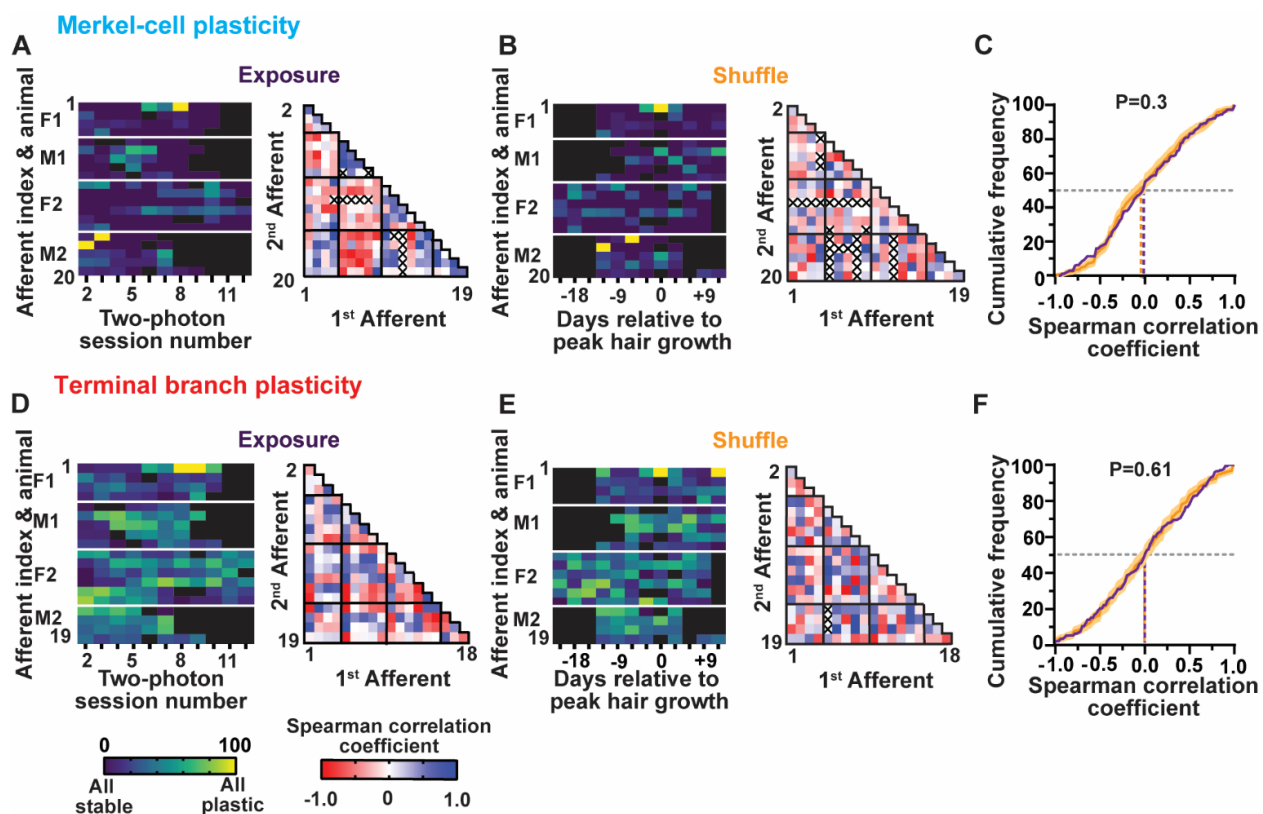 Merkel-cell plasticity
A
B
C
Exposure
Shuffle
Afferent index & animal
1
F1
M1
F2
M2
20
2 5 8 11
Two-photon
session number
2nd Afferent
2
20
1 19
1st Afferent
Afferent index & animal
1
F1
M1
F2
M2
20
-18 -9 0 +9
Days relative to
peak hair growth
2nd Afferent
2
20
1 19
1st Afferent
Cumulative frequency
P=0.3
100
80
60
40
20
0
-1.0 -0.5 0.0 0.5 1.0
Spearman correlation
coefficient
Terminal branch plasticity
D
E
F
Exposure
Shuffle
Afferent index & animal
1
F1
M1
F2
M2
19
2 5 8 11
Two-photon
session number
2nd Afferent
2
19
1 18
1st Afferent
Afferent index & animal
1
F1
M1
F2
M2
19
-18 -9 0 +9
Days relative to
peak hair growth
2nd Afferent
2
19
1 18
1st Afferent
Cumulative frequency
P=0.61
100
80
60
40
20
0
-1.0 -0.5 0.0 0.5 1.0
Spearman correlation
coefficient
0 100
All
stable
All
plastic
Spearman correlation
coefficient
-1.0 0 1.0